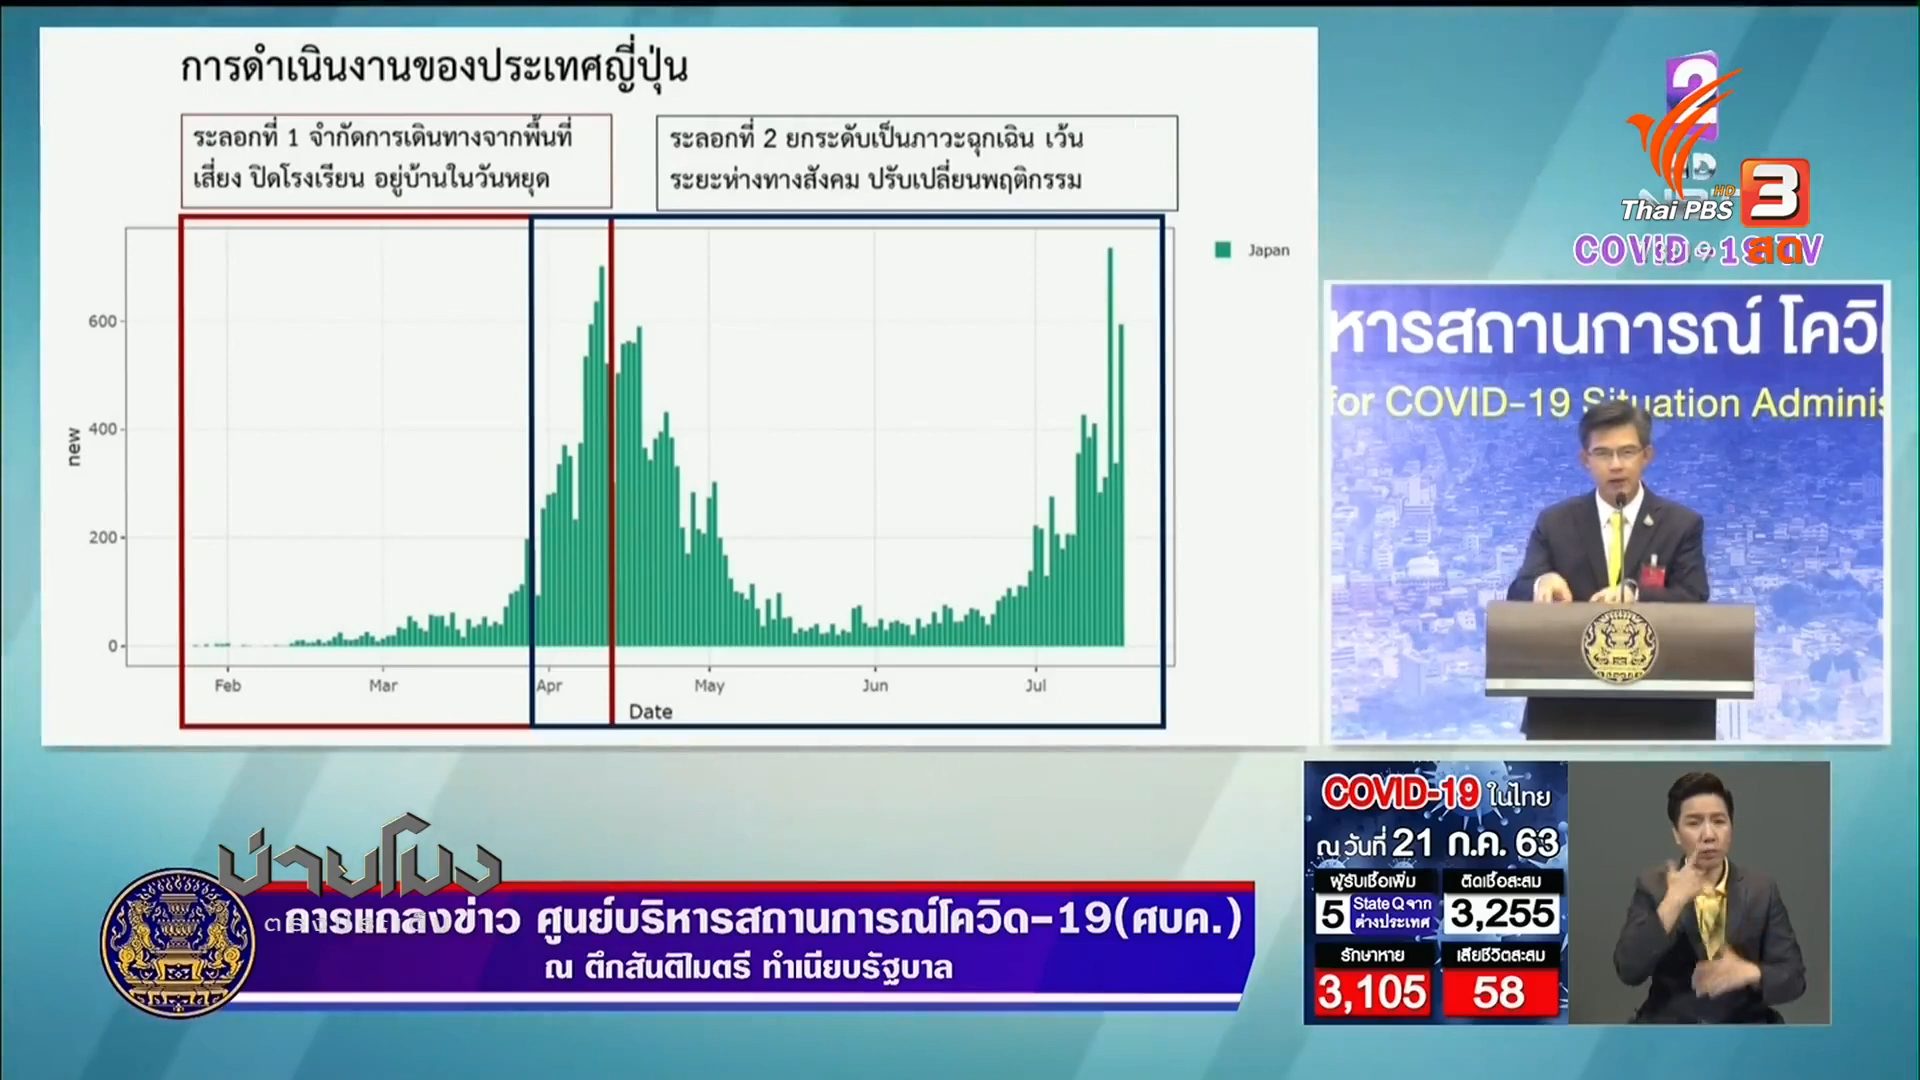 การดำเนินงานของประเทศญี่ปุ่น
ระลอกที่ 1 จำกัดการเดินทางจากพื้นที่
เสี่ยง ปิดโรงเรียน อยู่บ้านในวันหยุด
ระลอกที่ 2 ยกระดับเป็นภาวะฉุกเฉิน เว้น
ระยะห่างทางสังคม ปรับเปลี่ยนพฤติกรรม
Japan
new
600
400
200
0
Feb Mar Apr May Jun Jul
Date
2
HD
Thai PBS
HD
3
COVID-19 TV
สด
หารสถานการณ์ โควิ
for COVID-19 Situation Adminis
COVID-19 ในไทย
ณ วันที่ 21 ก.ค. 63
ผู้รับเชื้อเพิ่ม
5 State Q จาก
ต่างประเทศ
ติดเชื้อสะสม
3,255
รักษาหาย
3,105
เสียชีวิตสะสม
58
บ่ายโมง
การแถลงข่าว ศูนย์บริหารสถานการณ์โควิด-19(ศบค.)
ณ ตึกสันติไมตรี ทำเนียบรัฐบาล